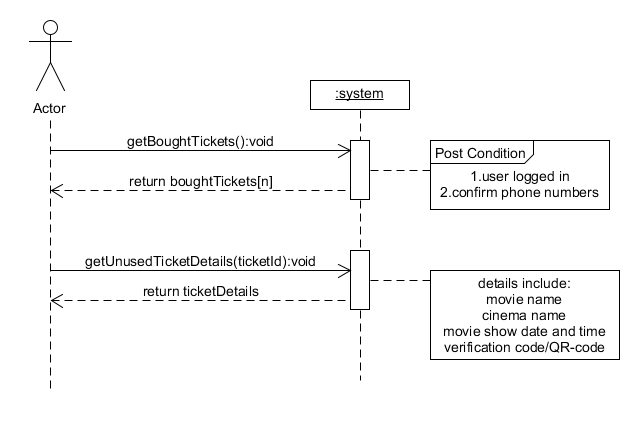 Actor
:system
getBoughtTickets():void
Post Condition
1.user logged in
2.confirm phone numbers
return boughtTickets[n]
getUnusedTicketDetails(ticketId):void
return ticketDetails
details include:
movie name
cinema name
movie show date and time
verification code/QR-code